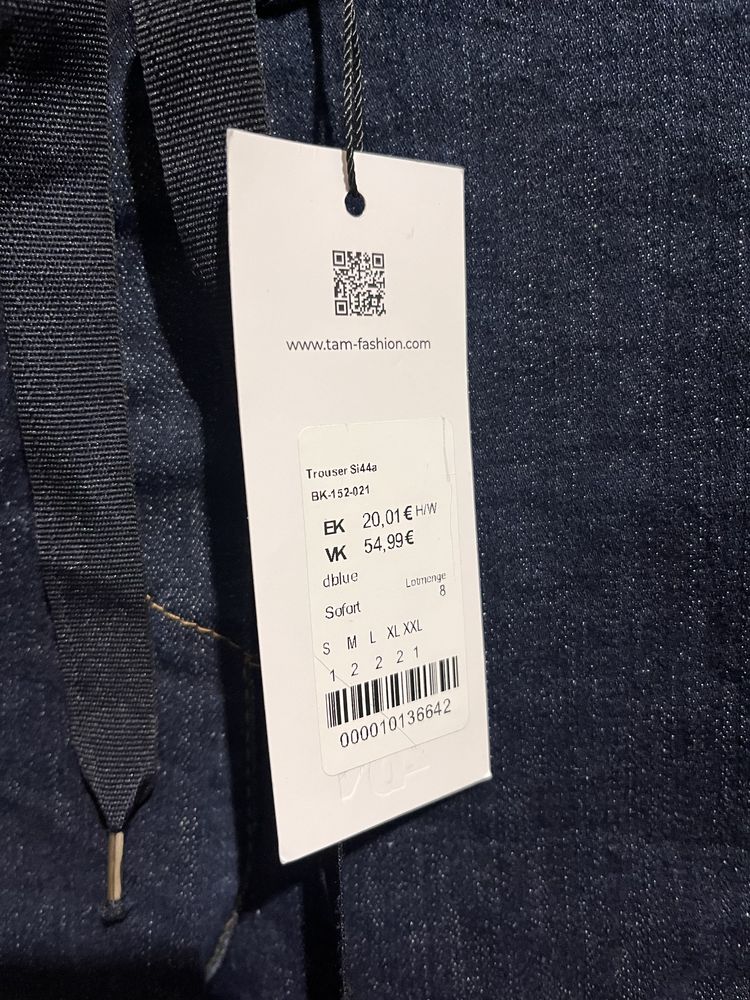 www.tam-fashion.com
Trouser Si44a
BK-152-021
EK 20,01€ H/W
VK 54,99€
dblue Lotmenge
Sofort 8
S M L XL XXL
1 2 2 2 1
000010136642